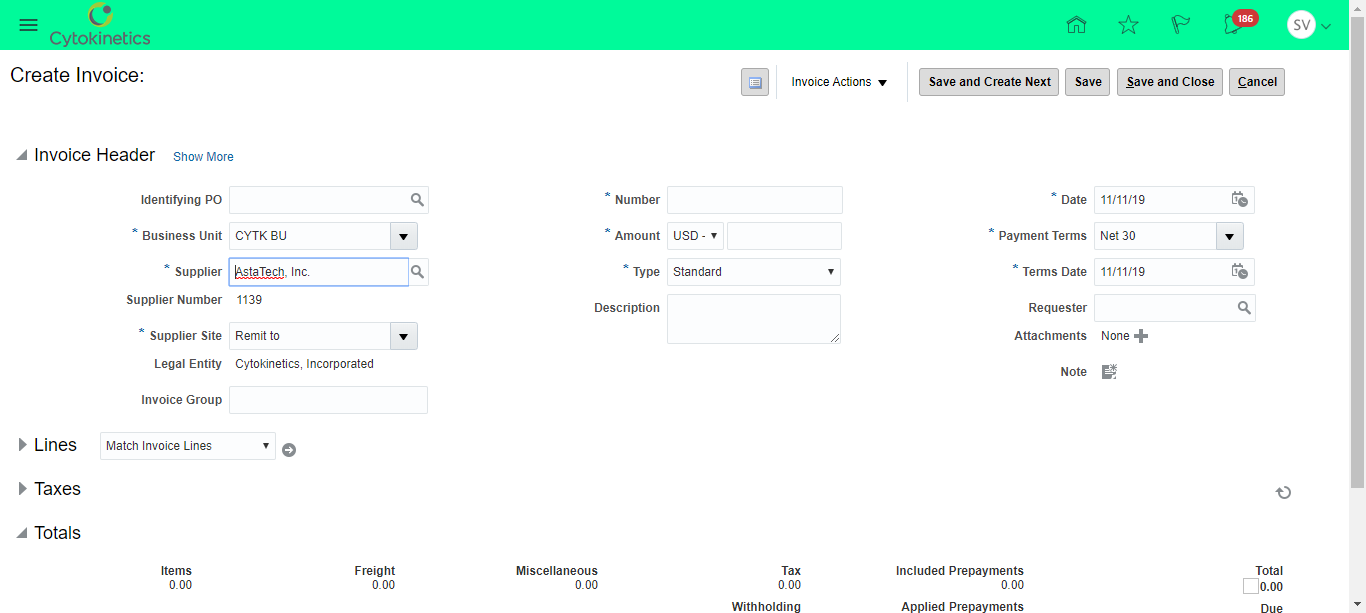 Cytokinetics
186
SV
Create Invoice:
Invoice Actions
Save and Create Next
Save
Save and Close
Cancel
Invoice Header
Show More
Identifying PO
* Business Unit CYTK BU
* Supplier AstaTech, Inc.
Supplier Number 1139
* Supplier Site Remit to
Legal Entity Cytokinetics, Incorporated
Invoice Group
* Number
* Amount USD -
* Type Standard
Description
* Date 11/11/19
* Payment Terms Net 30
* Terms Date 11/11/19
Requester
Attachments None
Note
Lines Match Invoice Lines
Taxes
Totals
Items Freight Miscellaneous Tax Included Prepayments Total
0.00 0.00 0.00 0.00 0.00 0.00
Withholding Applied Prepayments Due